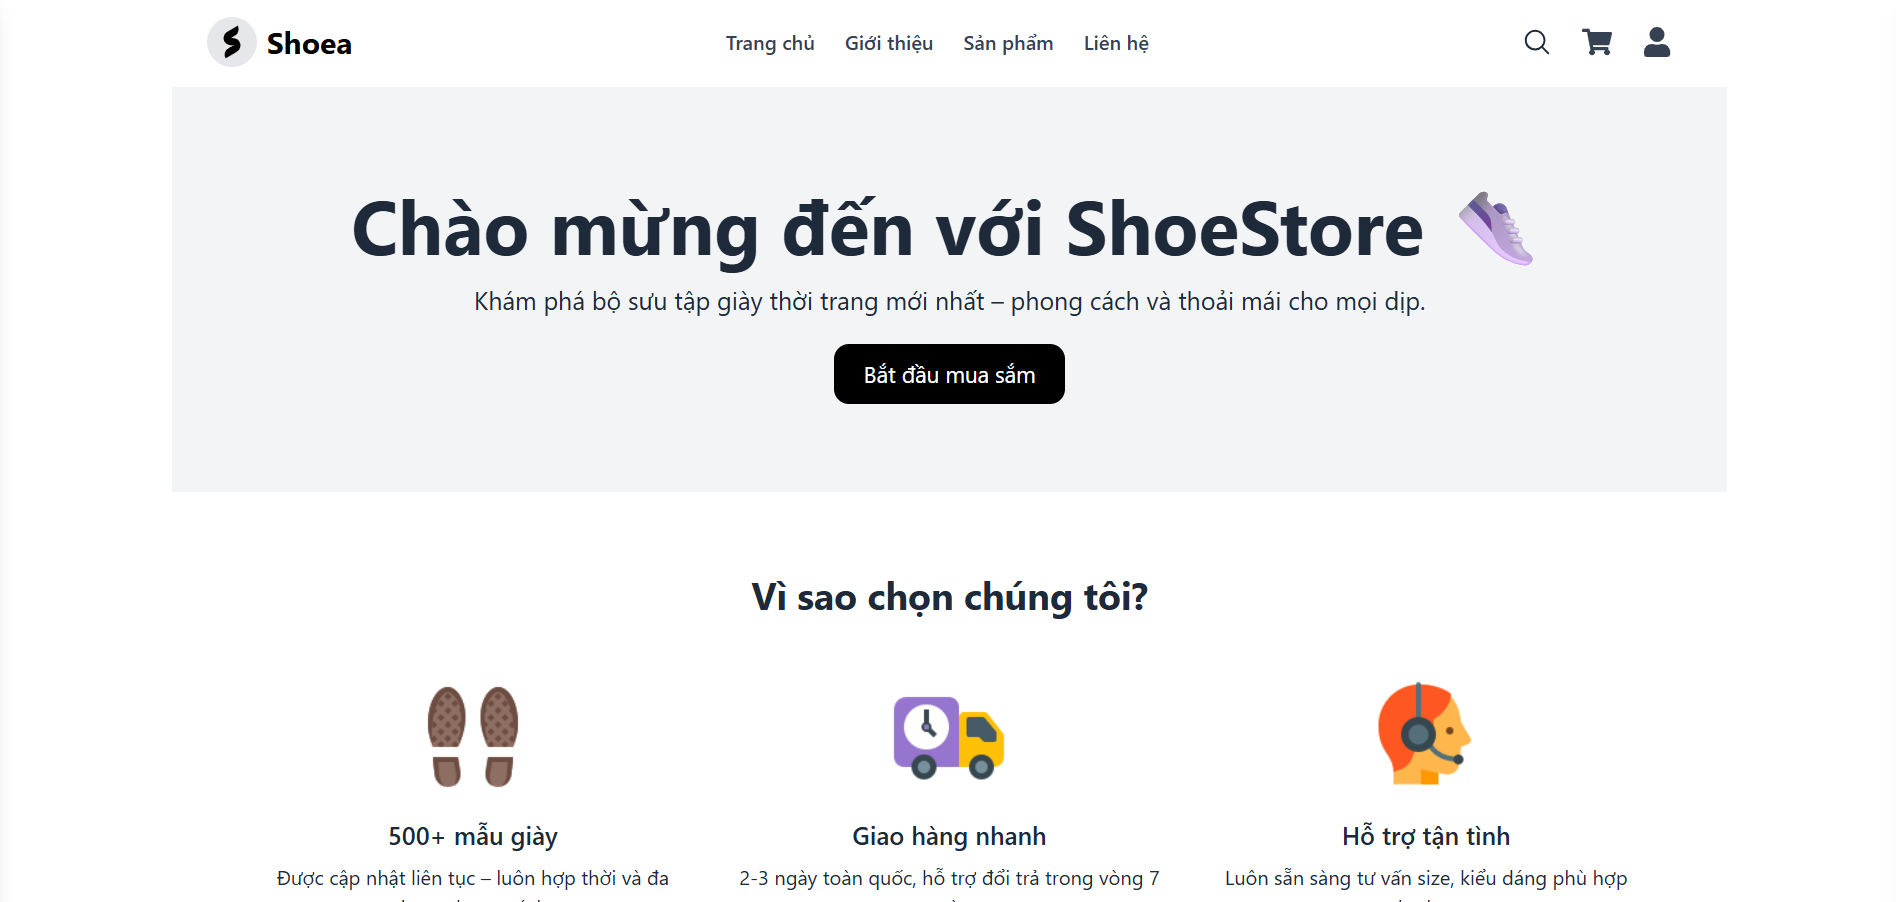 Shoea
Trang chủ
Giới thiệu
Sản phẩm
Liên hệ
Chào mừng đến với ShoeStore
Khám phá bộ sưu tập giày thời trang mới nhất – phong cách và thoải mái cho mọi dịp.
Bắt đầu mua sắm
Vì sao chọn chúng tôi?
500+ mẫu giày
Được cập nhật liên tục – luôn hợp thời và đa
Giao hàng nhanh
2-3 ngày toàn quốc, hỗ trợ đổi trả trong vòng 7
Hỗ trợ tận tình
Luôn sẵn sàng tư vấn size, kiểu dáng phù hợp